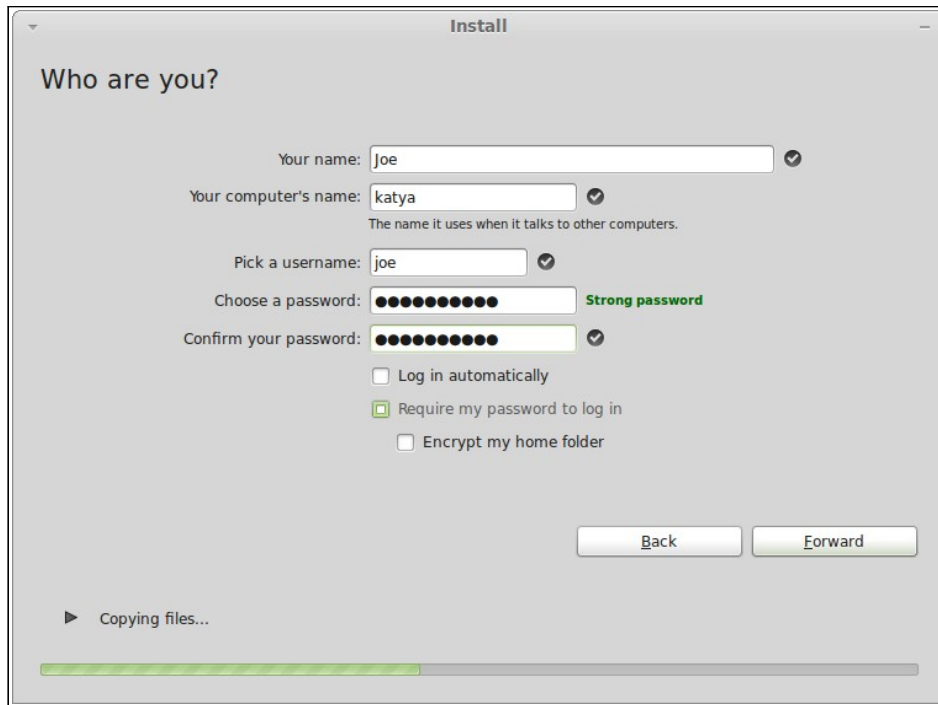 Install
Who are you?
Your name: Joe
Your computer's name: katya
The name it uses when it talks to other computers.
Pick a username: joe
Choose a password: ●●●●●●●●●● Strong password
Confirm your password: ●●●●●●●●●●
Log in automatically
Require my password to log in
Encrypt my home folder
Back Forward
Copying files...